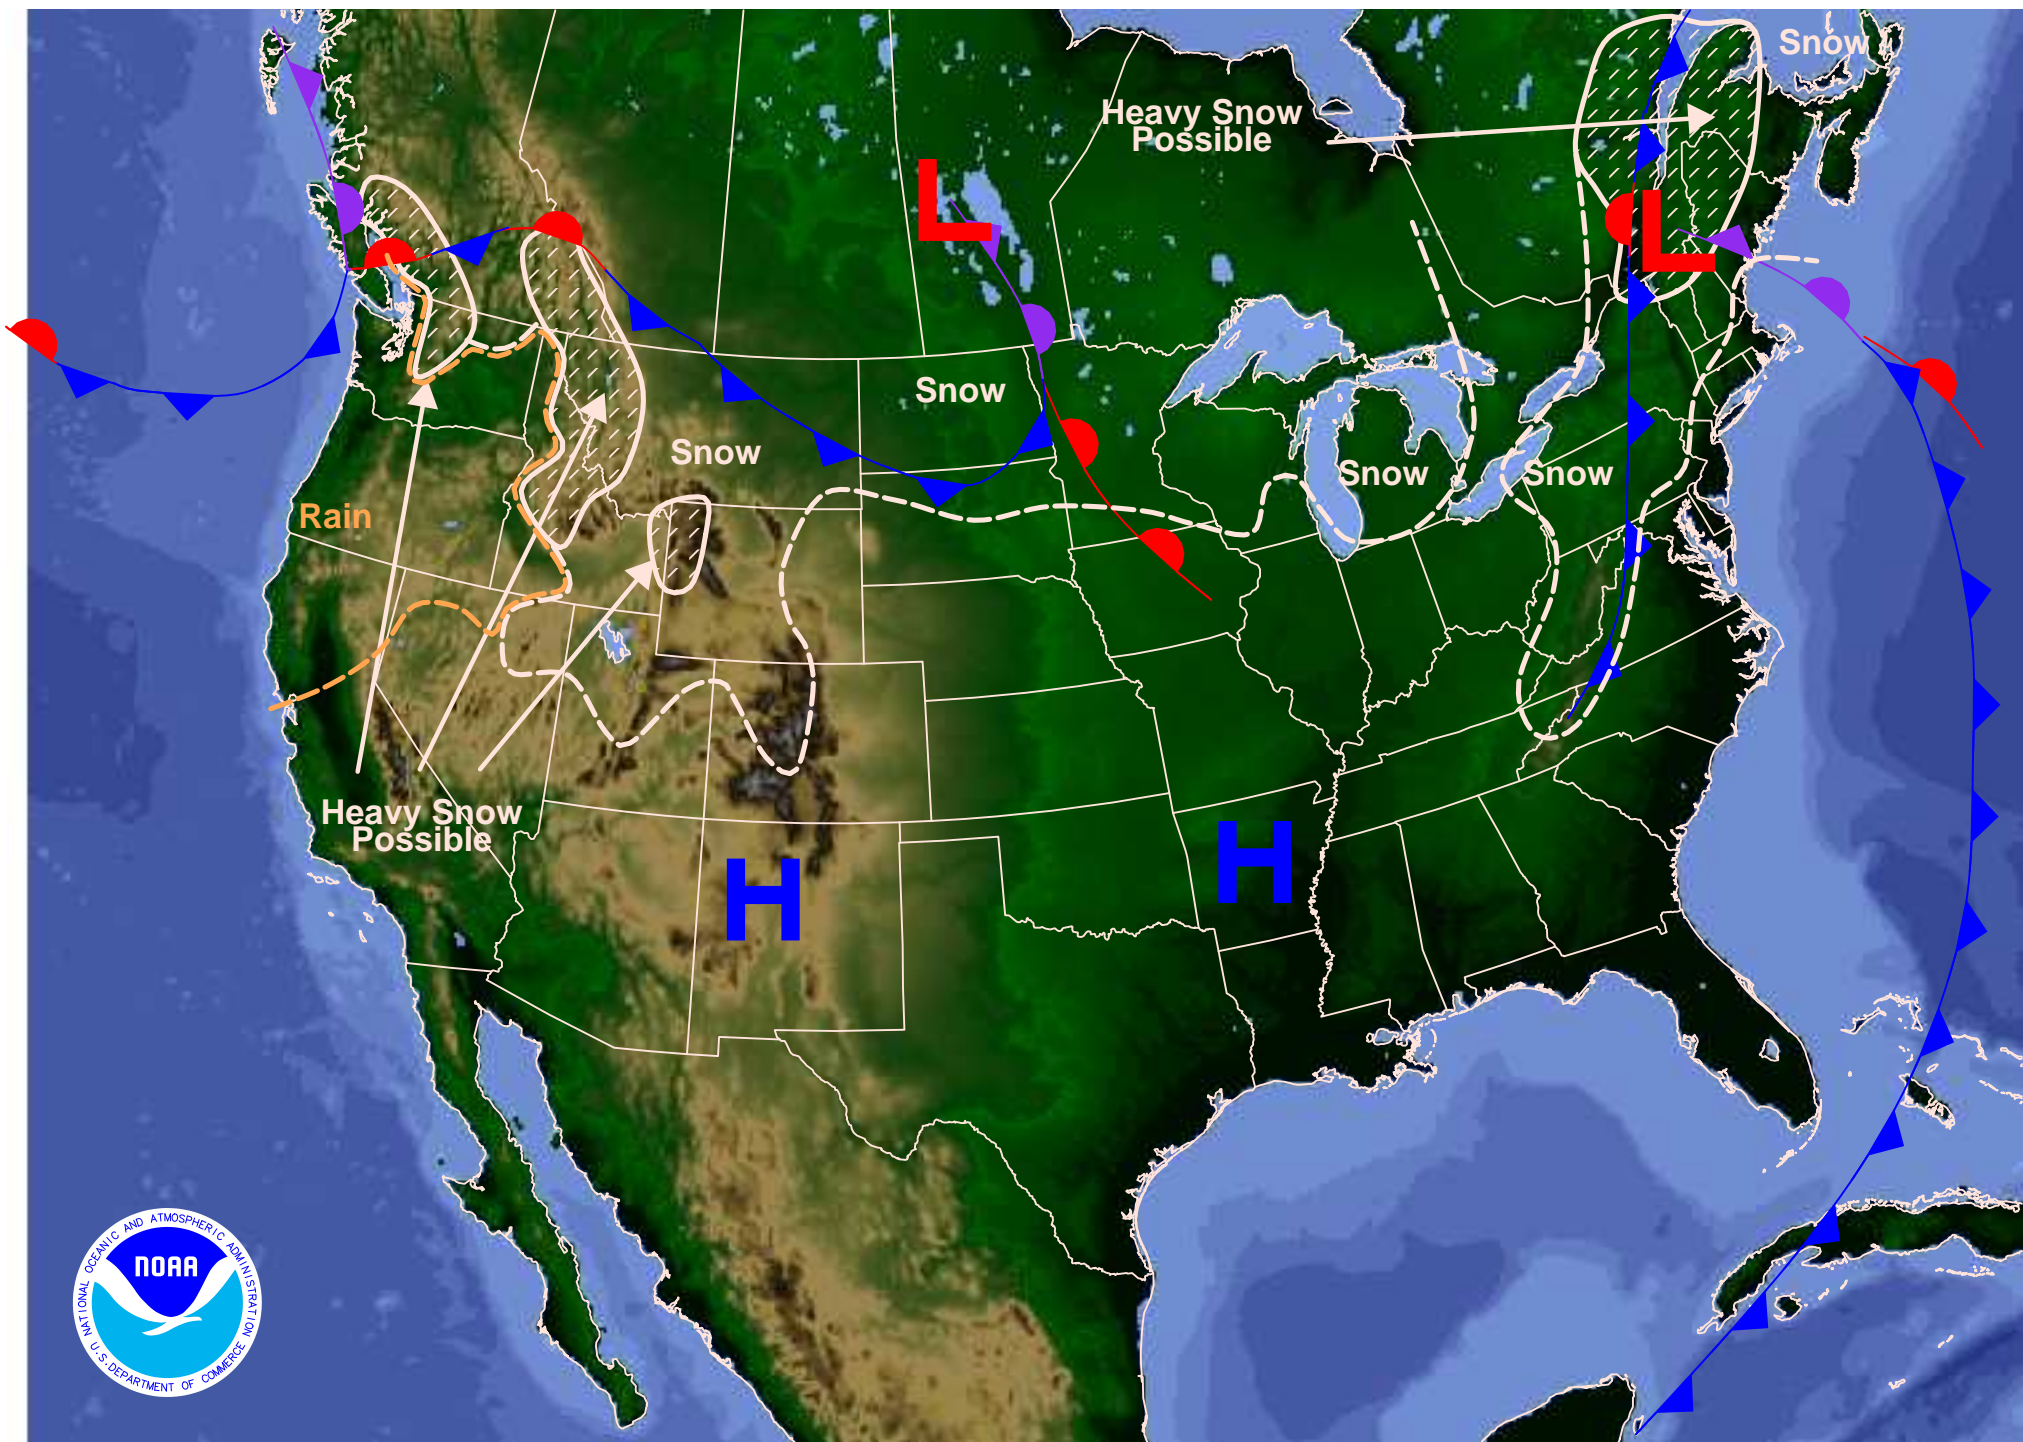 Snow
Heavy Snow
Possible
L
L
Snow
Snow
Snow
Snow
Rain
Heavy Snow
Possible
H
H
NATIONAL OCEANIC AND ATMOSPHERIC ADMINISTRATION
NOAA
U.S. DEPARTMENT OF COMMERCE